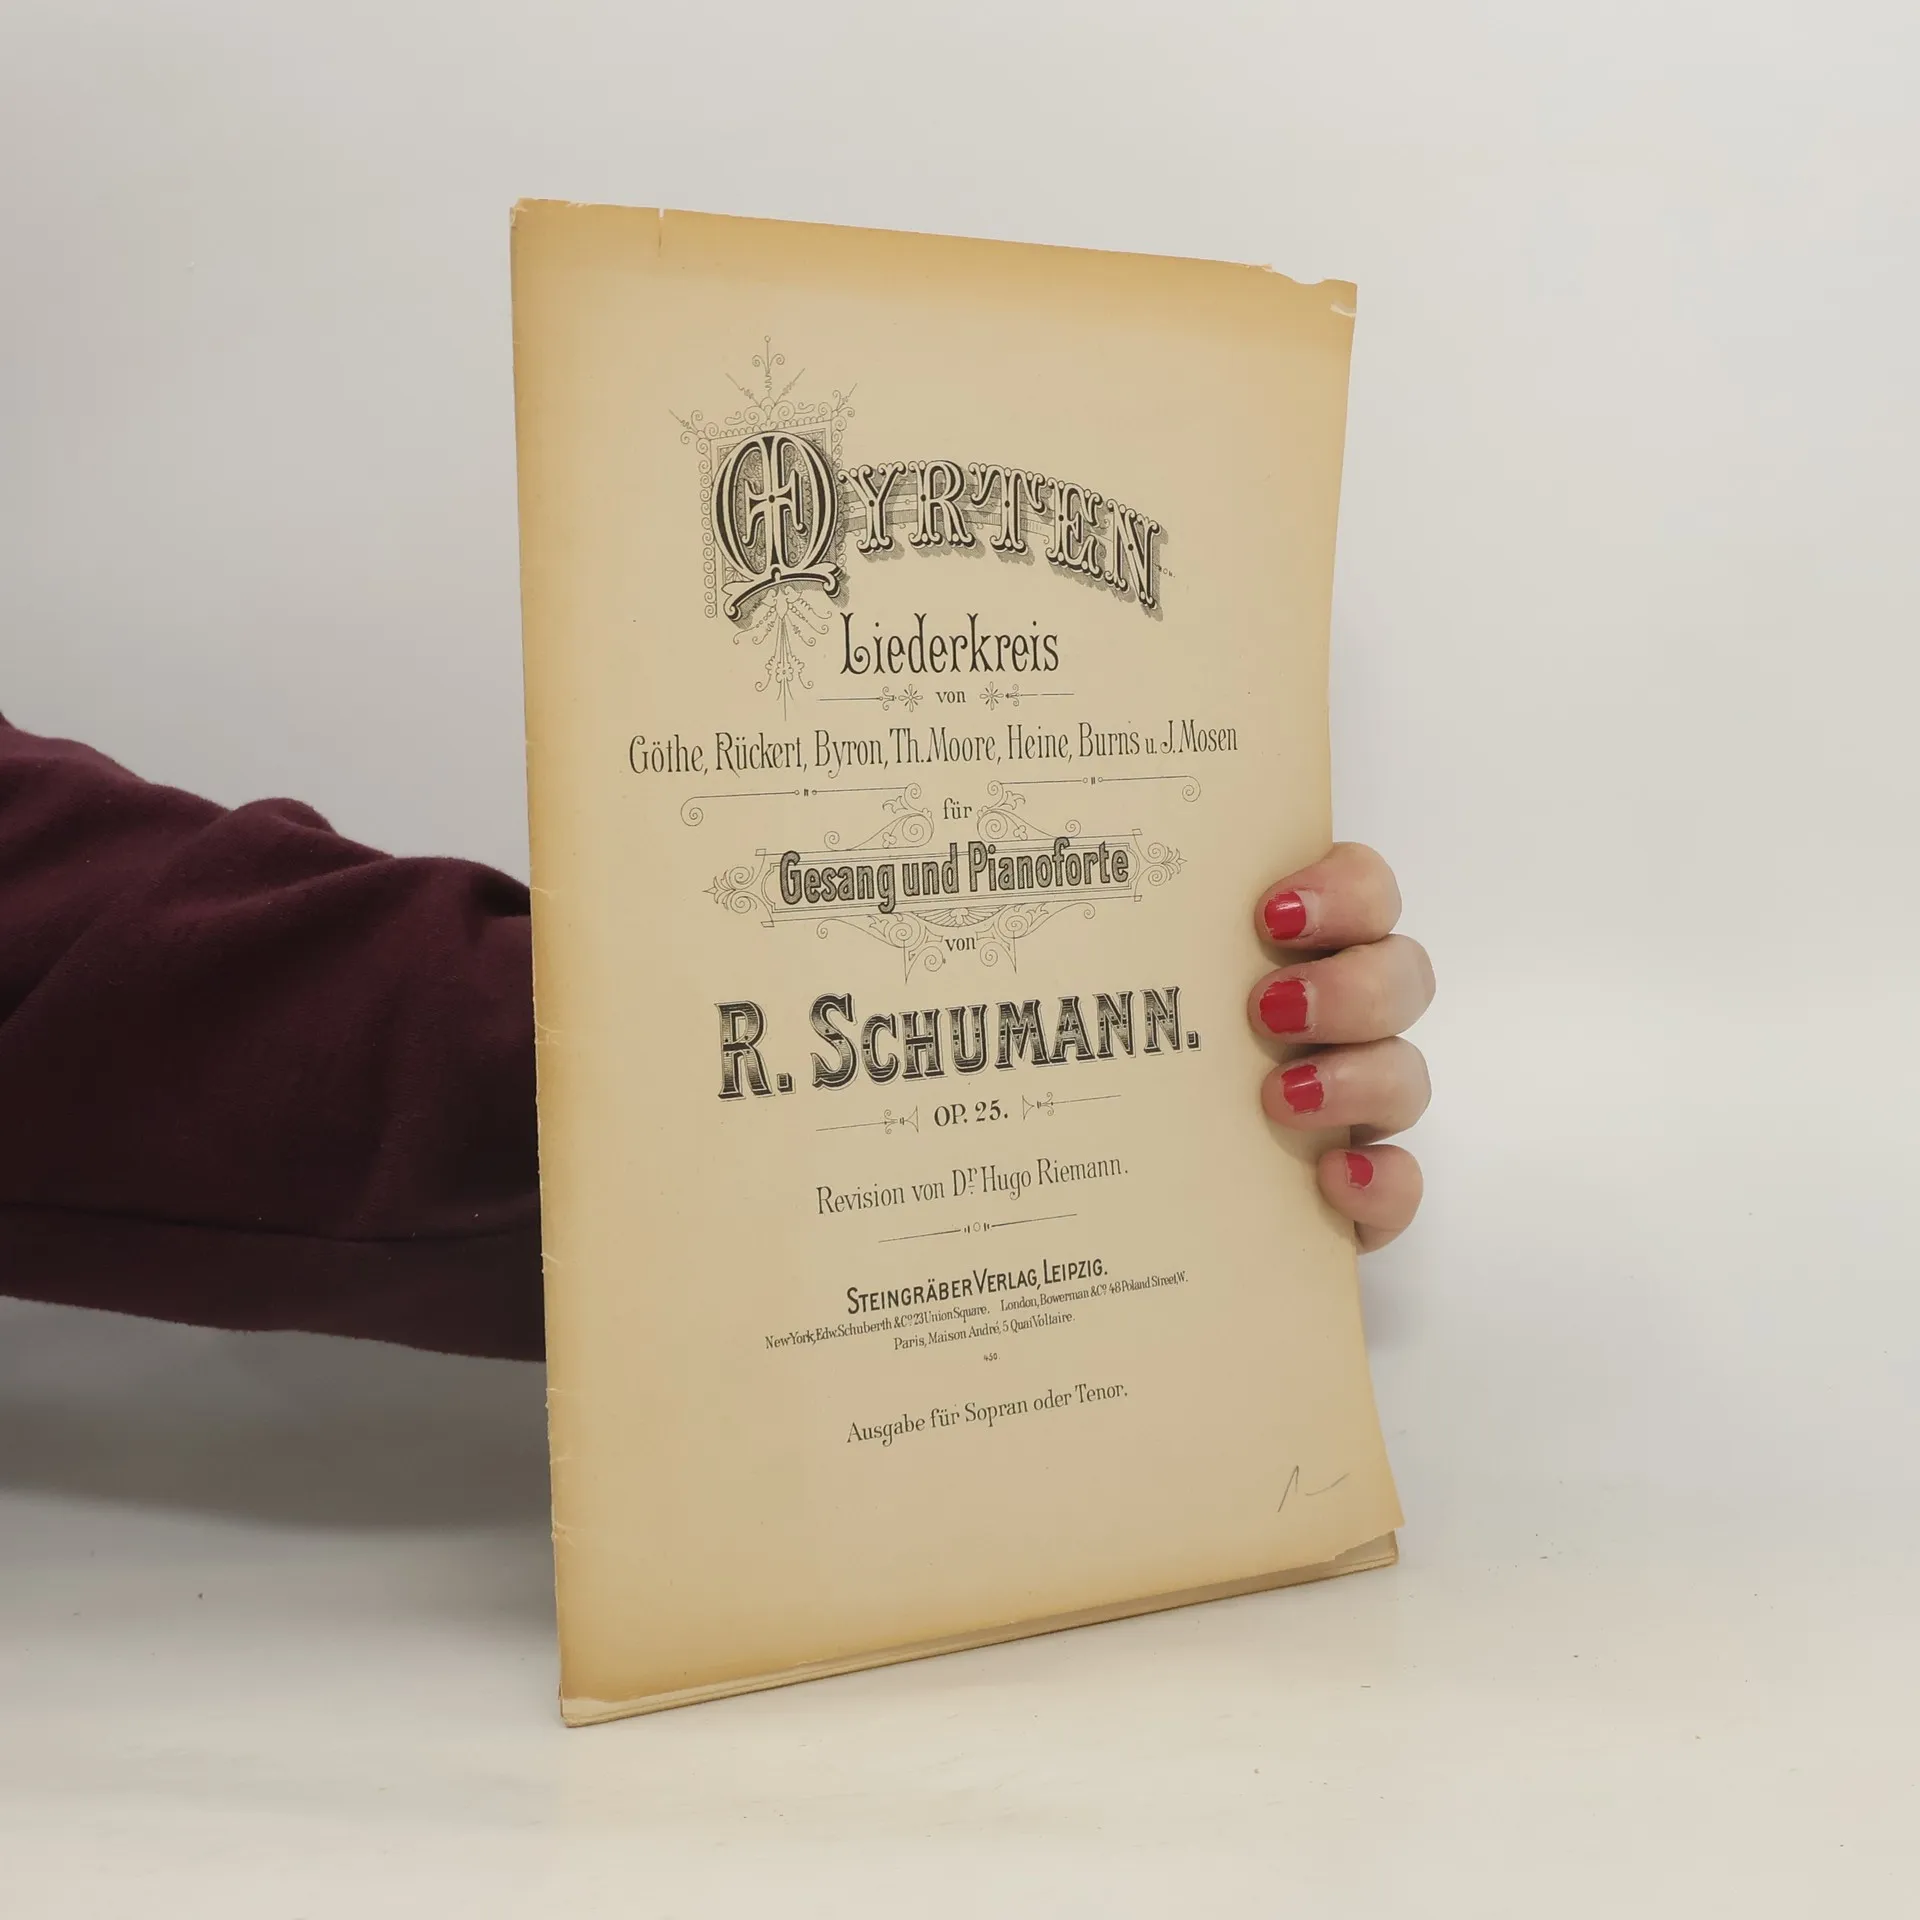 MYRTEN
Liederkreis
von
Göthe, Rückert, Byron, Th. Moore, Heine, Burns u. J. Mosen
für
Gesang und Pianoforte
von
R. SCHUMANN.
OP. 25.
Revision von Dr. Hugo Riemann.
STEINGRÄBER VERLAG, LEIPZIG.
New York, Edw. Schuberth & Co. 23 Union Square. London, Bowerman & Co. 48 Poland Street, W.
Paris, Maison André, 5 Quai Voltaire.
450.
Ausgabe für Sopran oder Tenor.